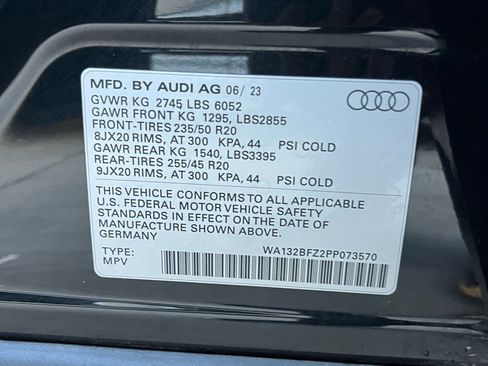 MFD. BY AUDI AG 06/23
GVWR KG 2745 LBS 6052
GAWR FRONT KG 1295, LBS2855
FRONT-TIRES 235/50 R20
8JX20 RIMS, AT 300 KPA, 44 PSI COLD
GAWR REAR KG 1540, LBS3395
REAR-TIRES 255/45 R20
9JX20 RIMS, AT 300 KPA, 44 PSI COLD
THIS VEHICLE CONFORMS TO ALL APPLICABLE
U.S. FEDERAL MOTOR VEHICLE SAFETY
STANDARDS IN EFFECT ON THE DATE OF
MANUFACTURE SHOWN ABOVE.
GERMANY
TYPE: WA132BFZ2PP073570
MPV